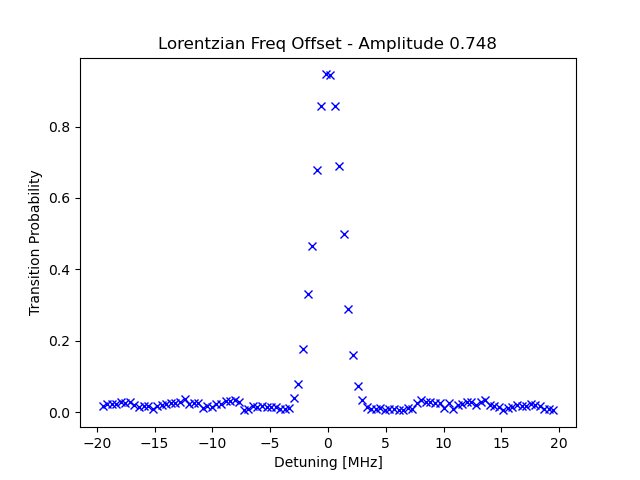 Lorentzian Freq Offset - Amplitude 0.748
Transition Probability
0.8
0.6
0.4
0.2
0.0
−20 −15 −10 −5 0 5 10 15 20
Detuning [MHz]